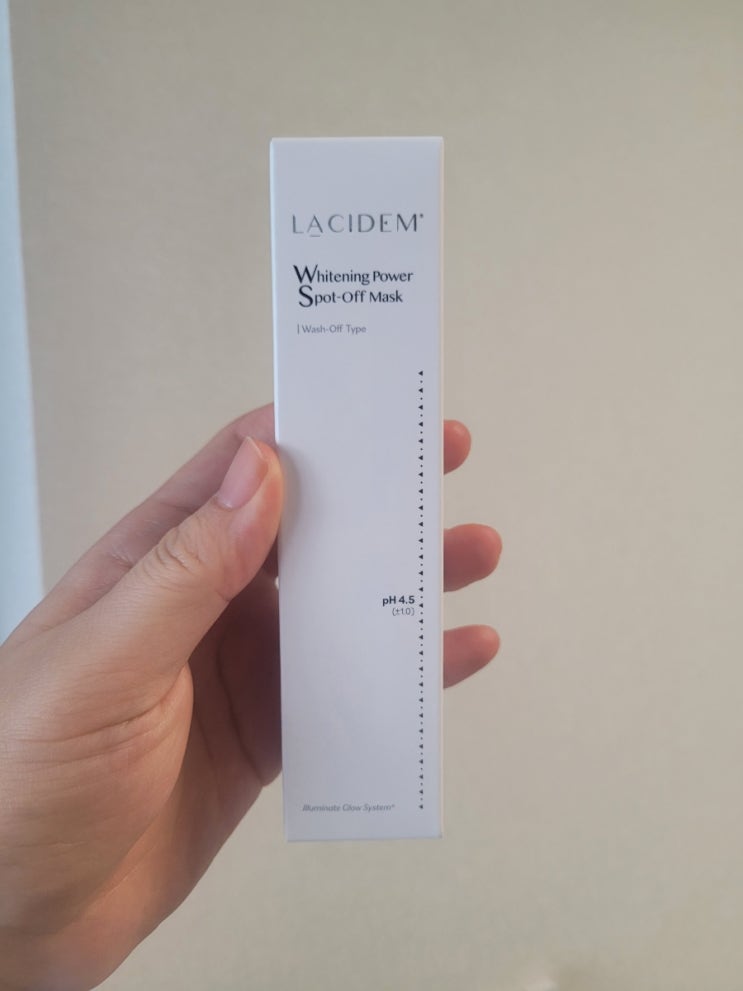 LACIDEM®
Whitening Power
Spot-Off Mask
| Wash-Off Type
pH 4.5
(±1.0)
Illuminate Glow System®